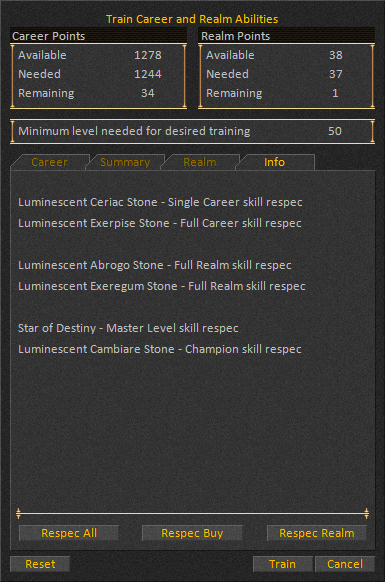 Train Career and Realm Abilities
Career Points
Available 1278
Needed 1244
Remaining 34
Realm Points
Available 38
Needed 37
Remaining 1
Minimum level needed for desired training 50
Career Summary Realm Info
Luminescent Ceriac Stone - Single Career skill respec
Luminescent Exerpise Stone - Full Career skill respec
Luminescent Abrogo Stone - Full Realm skill respec
Luminescent Exeregum Stone - Full Realm skill respec
Star of Destiny - Master Level skill respec
Luminescent Cambiare Stone - Champion skill respec
Respec All Respec Buy Respec Realm
Reset Train Cancel